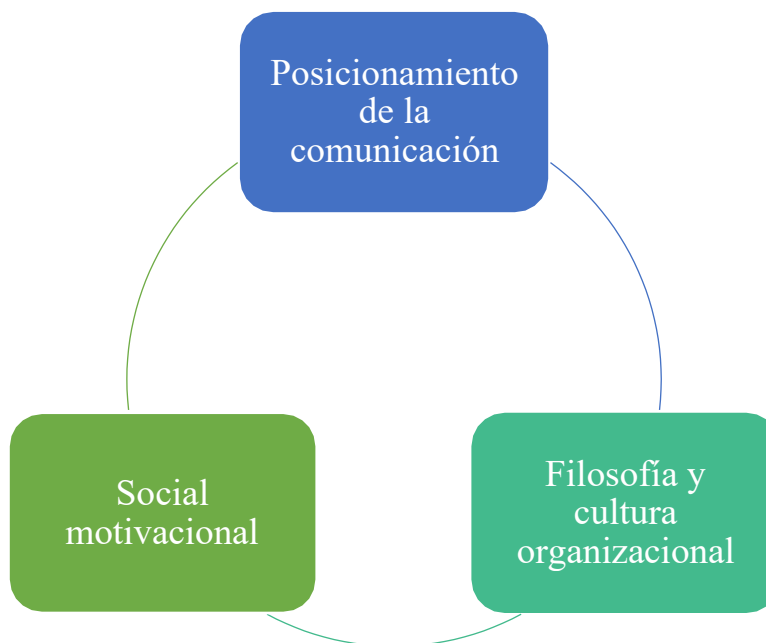 Posicionamiento
de la
comunicación
Social
motivacional
Filosofía y
cultura
organizacional